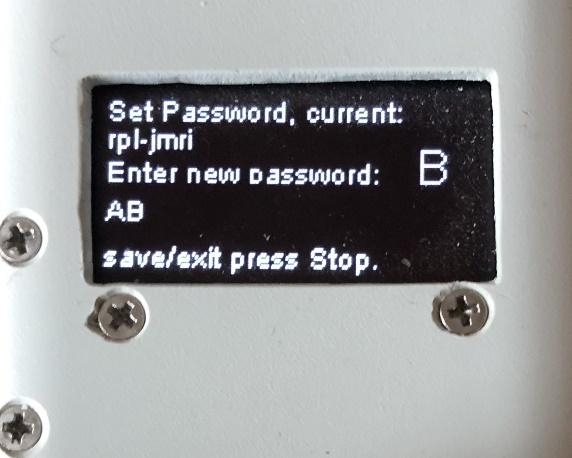 Set Password, current:
rpl-jmri
Enter new password:
B
AB
save/exit press Stop.